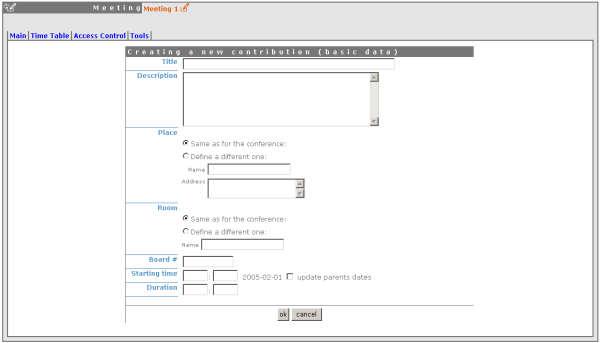 Meeting Meeting 1
Main Time Table Access Control Tools
Creating a new contribution (basic data)
Title
Description
Place
Same as for the conference:
Define a different one:
Name
Address
Room
Same as for the conference:
Define a different one:
Name
Board #
Starting time : 2005-02-01 update parents dates
Duration :
ok cancel